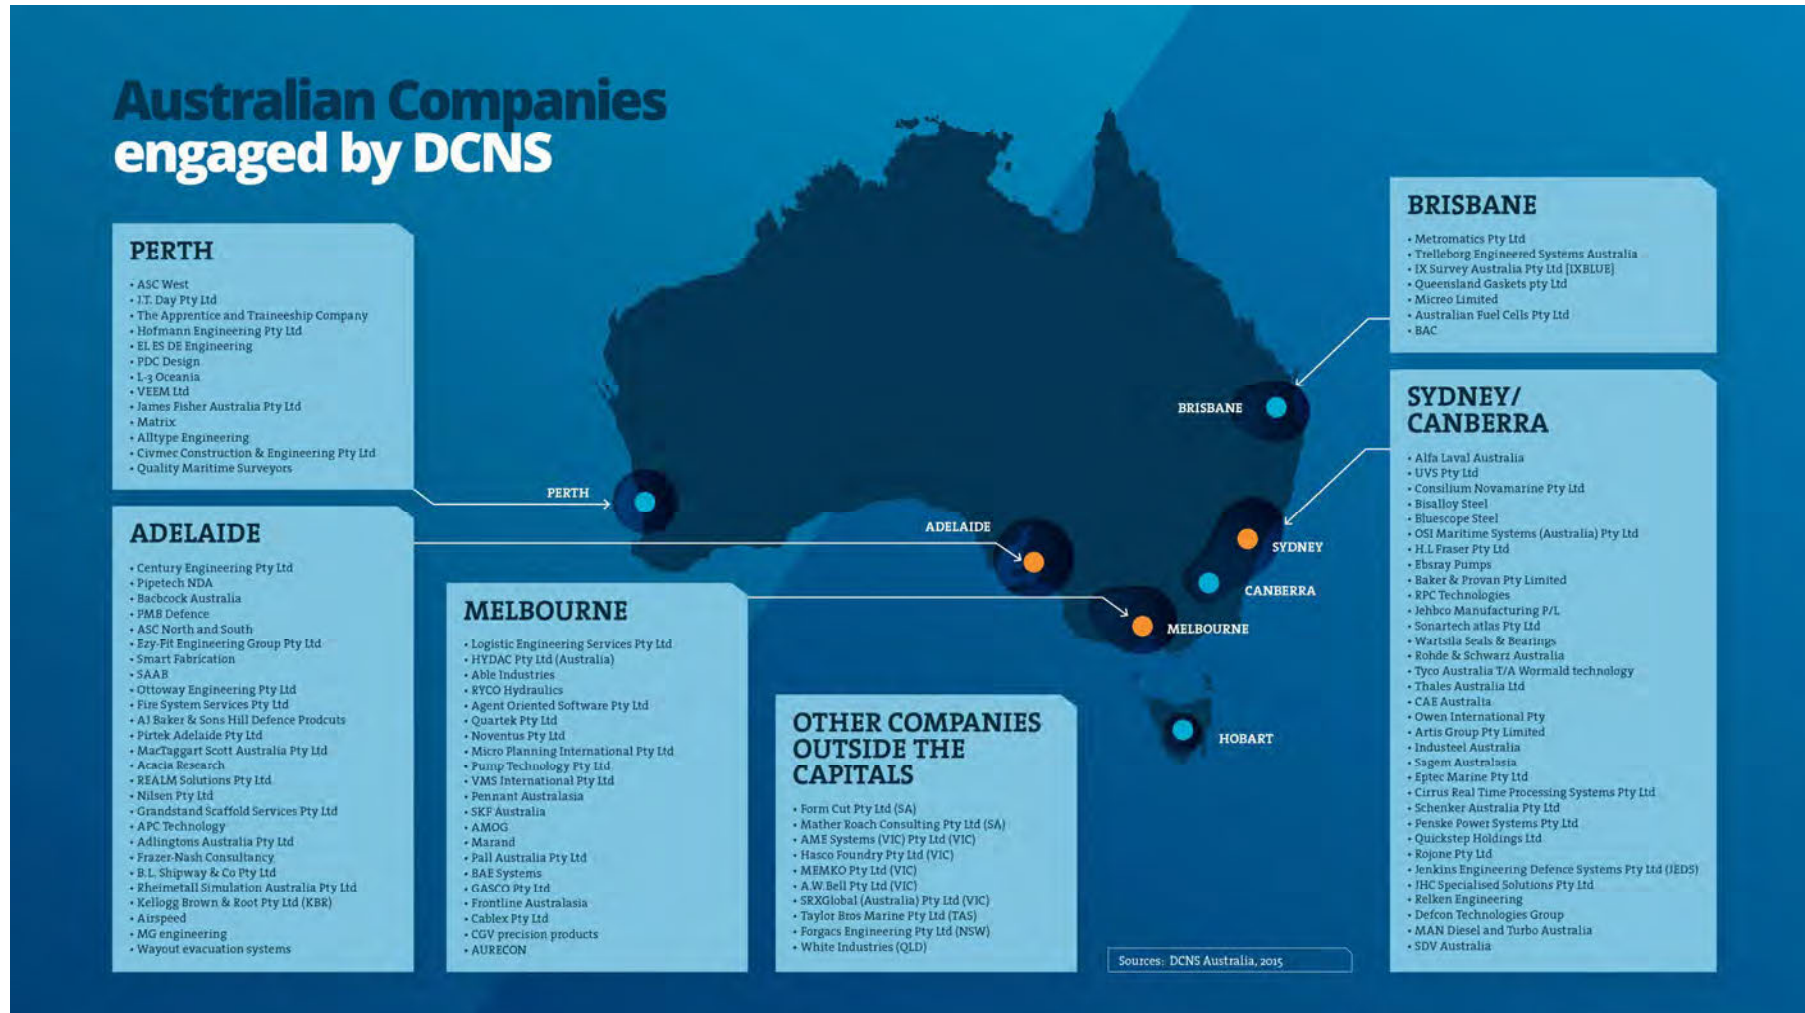 Australian Companies
engaged by DCNS
PERTH
• ASC West
• J.T. Day Pty Ltd
• The Apprentice and Traineeship Company
• Hofmann Engineering Pty Ltd
• EL ES DE Engineering
• PDC Design
• L-3 Oceania
• VEEM Ltd
• James Fisher Australia Pty Ltd
• Matrix
• Alltype Engineering
• Civmec Construction & Engineering Pty Ltd
• Quality Maritime Surveyors
ADELAIDE
• Century Engineering Pty Ltd
• Pipetech NDA
• Babcock Australia
• PMB Defence
• ASC North and South
• Ezy-Fit Engineering Group Pty Ltd
• Smart Fabrication
• SAAB
• Ottoway Engineering Pty Ltd
• Fire System Services Pty Ltd
• AJ Baker & Sons Hill Defence Prodcuts
• Pirtek Adelaide Pty Ltd
• MacTaggart Scott Australia Pty Ltd
• Acacia Research
• REALM Solutions Pty Ltd
• Nilsen Pty Ltd
• Grandstand Scaffold Services Pty Ltd
• APC Technology
• Adlingtons Australia Pty Ltd
• Frazer-Nash Consultancy
• B.L. Shipway & Co Pty Ltd
• Rheimetall Simulation Australia Pty Ltd
• Kellogg Brown & Root Pty Ltd (KBR)
• Airspeed
• MG engineering
• Wayout evacuation systems
MELBOURNE
• Logistic Engineering Services Pty Ltd
• HYDAC Pty Ltd (Australia)
• Able Industries
• RYCO Hydraulics
• Agent Oriented Software Pty Ltd
• Quartek Pty Ltd
• Noventus Pty Ltd
• Micro Planning International Pty Ltd
• Pump Technology Pty Ltd
• VMS International Pty Ltd
• Pennant Australasia
• SKF Australia
• AMOG
• Marand
• Pall Australia Pty Ltd
• BAE Systems
• GASCO Pty Ltd
• Frontline Australasia
• Cablex Pty Ltd
• CGV precision products
• AURECON
OTHER COMPANIES
OUTSIDE THE
CAPITALS
• Form Cut Pty Ltd (SA)
• Mather Roach Consulting Pty Ltd (SA)
• AME Systems (VIC) Pty Ltd (VIC)
• Hasco Foundry Pty Ltd (VIC)
• MEMKO Pty Ltd (VIC)
• A.W.Bell Pty Ltd (VIC)
• SRXGlobal (Australia) Pty Ltd (VIC)
• Taylor Bros Marine Pty Ltd (TAS)
• Forgacs Engineering Pty Ltd (NSW)
• White Industries (QLD)
BRISBANE
• Metromatics Pty Ltd
• Trelleborg Engineered Systems Australia
• IX Survey Australia Pty Ltd [IXBLUE]
• Queensland Gaskets pty Ltd
• Micreo Limited
• Australian Fuel Cells Pty Ltd
• BAC
SYDNEY/
CANBERRA
• Alfa Laval Australia
• UVS Pty Ltd
• Consilium Novamarine Pty Ltd
• Bisalloy Steel
• Bluescope Steel
• OSI Maritime Systems (Australia) Pty Ltd
• H.L Fraser Pty Ltd
• Ebsray Pumps
• Baker & Provan Pty Limited
• RPC Technologies
• Jehbco Manufacturing P/L
• Sonartech atlas Pty Ltd
• Wartsila Seals & Bearings
• Rohde & Schwarz Australia
• Tyco Australia T/A Wormald technology
• Thales Australia Ltd
• CAE Australia
• Owen International Pty
• Artis Group Pty Limited
• Industeel Australia
• Sagem Australasia
• Eptec Marine Pty Ltd
• Cirrus Real Time Processing Systems Pty Ltd
• Schenker Australia Pty Ltd
• Penske Power Systems Pty Ltd
• Quickstep Holdings Ltd
• Rojone Pty Ltd
• Jenkins Engineering Defence Systems Pty Ltd (JEDS)
• JHC Specialised Solutions Pty Ltd
• Relken Engineering
• Defcon Technologies Group
• MAN Diesel and Turbo Australia
• SDV Australia
PERTH
ADELAIDE
BRISBANE
SYDNEY
CANBERRA
MELBOURNE
HOBART
Sources: DCNS Australia, 2015